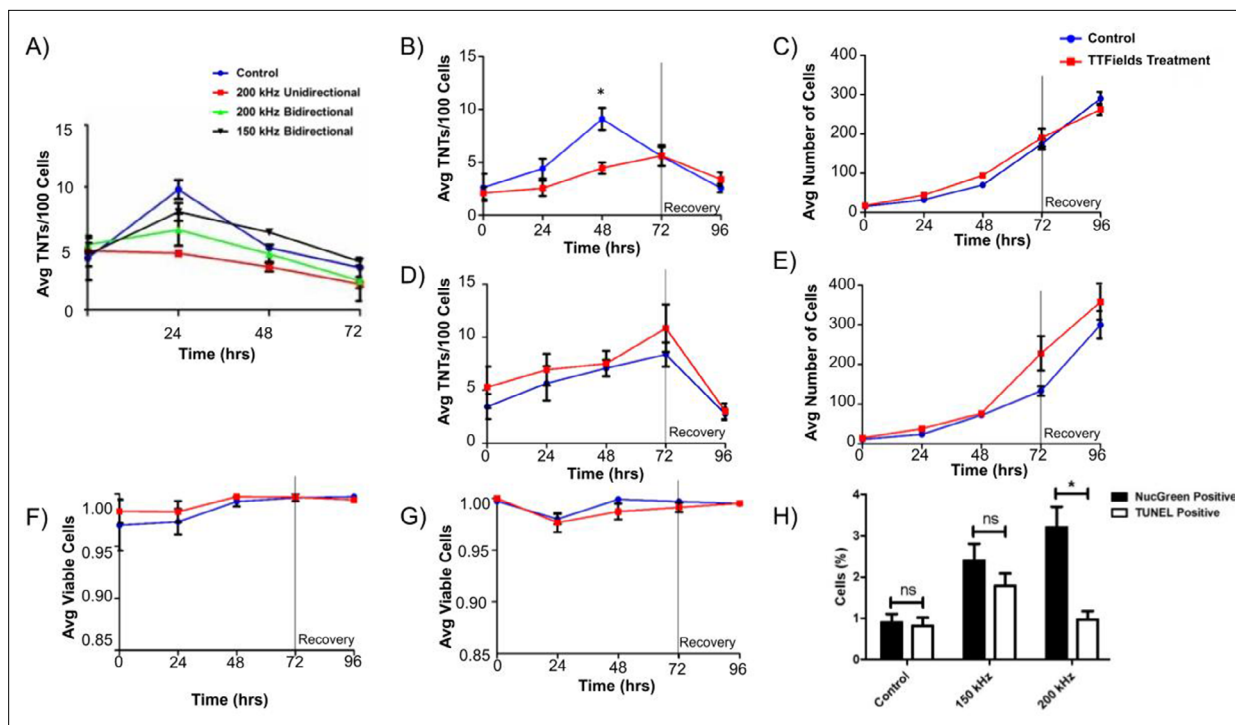 A)
Control
200 kHz Unidirectional
200 kHz Bidirectional
150 kHz Bidirectional
Avg TNTs/100 Cells
15
10
5
0
24
48
72
Time (hrs)
B)
Avg TNTs/100 Cells
15
10
5
0
*
Recovery
0
24
48
72
96
Time (hrs)
C)
Control
TTFields Treatment
Avg Number of Cells
400
300
200
100
0
Recovery
0
24
48
72
96
Time (hrs)
D)
Avg TNTs/100 Cells
15
10
5
0
Recovery
0
24
48
72
96
Time (hrs)
E)
Avg Number of Cells
400
300
200
100
0
Recovery
0
24
48
72
96
Time (hrs)
F)
Avg Viable Cells
1.00
0.95
0.90
0.85
Recovery
0
24
48
72
96
Time (hrs)
G)
Avg Viable Cells
1.00
0.95
0.90
0.85
Recovery
0
24
48
72
96
Time (hrs)
H)
NucGreen Positive
TUNEL Positive
Cells (%)
4
3
2
1
0
ns
ns
*
Control
150 kHz
200 kHz